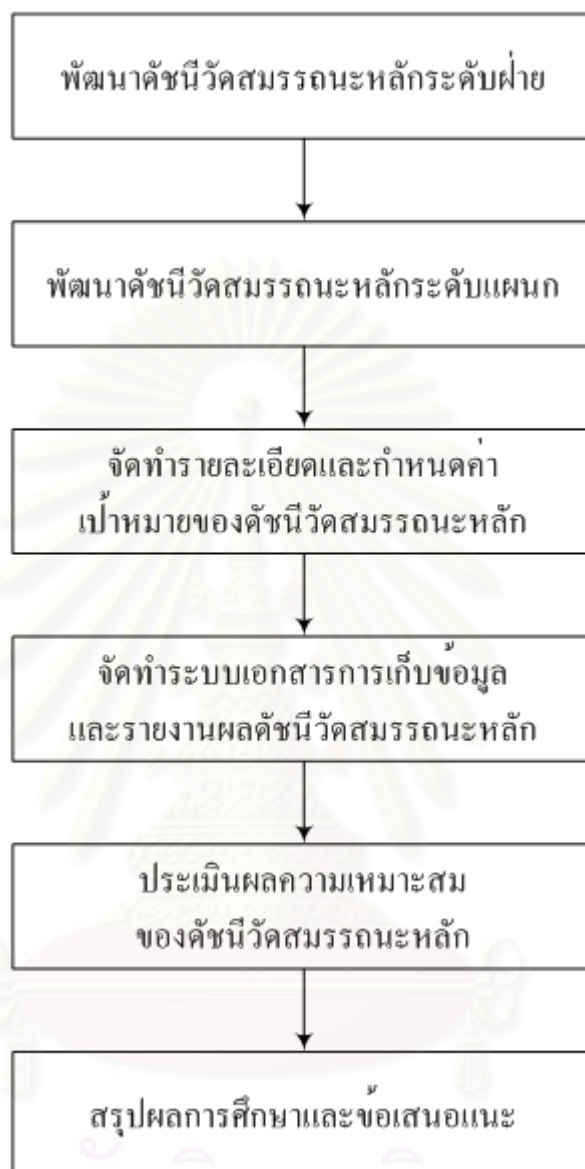 พัฒนาดัชนีวัดสมรรถนะหลักระดับฝ่าย
พัฒนาดัชนีวัดสมรรถนะหลักระดับแผนก
จัดทำรายละเอียดและกำหนดค่า
เป้าหมายของดัชนีวัดสมรรถนะหลัก
จัดทำระบบเอกสารการเก็บข้อมูล
และรายงานผลดัชนีวัดสมรรถนะหลัก
ประเมินผลความเหมาะสม
ของดัชนีวัดสมรรถนะหลัก
สรุปผลการศึกษาและข้อเสนอแนะ